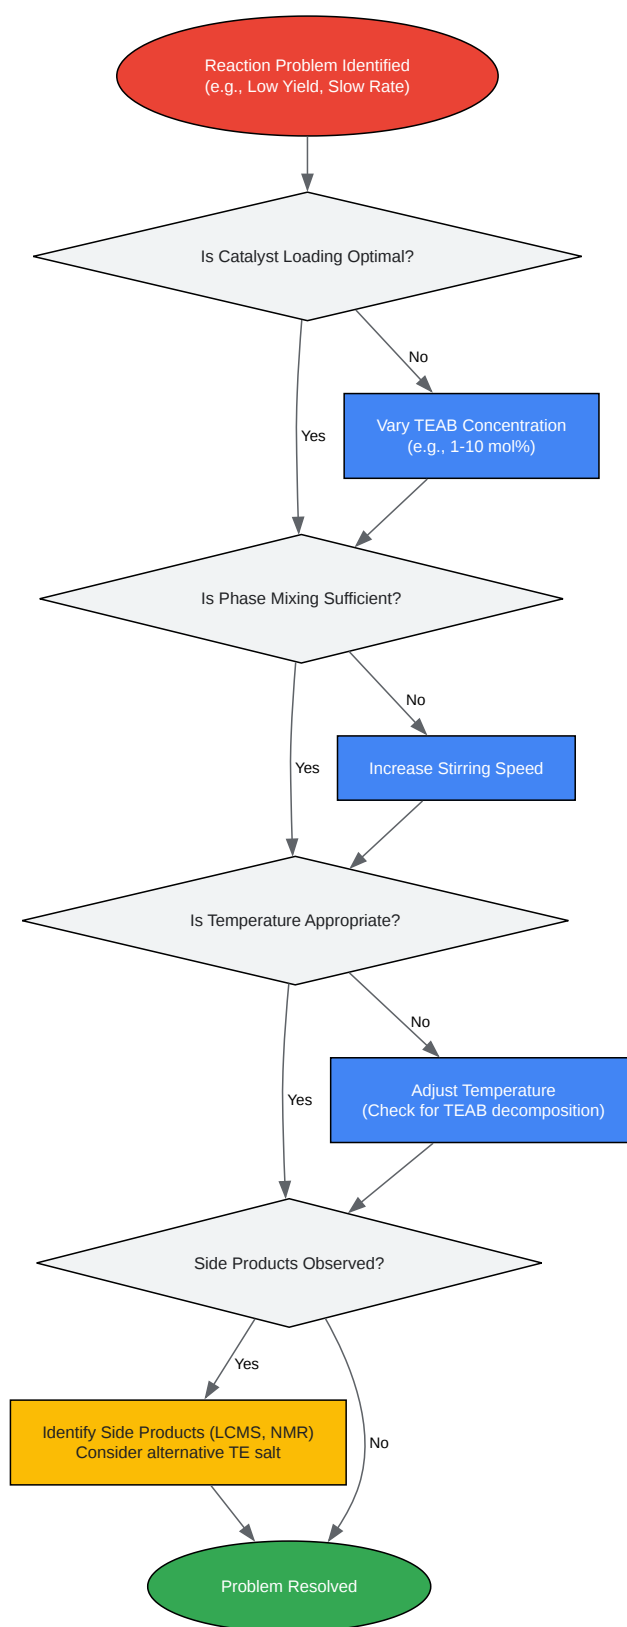 Reaction Problem Identified
(e.g., Low Yield, Slow Rate)
Is Catalyst Loading Optimal?
No
Vary TEAB Concentration
(e.g., 1-10 mol%)
Yes
Is Phase Mixing Sufficient?
No
Increase Stirring Speed
Yes
Is Temperature Appropriate?
No
Adjust Temperature
(Check for TEAB decomposition)
Yes
Side Products Observed?
Yes
Identify Side Products (LCMS, NMR)
Consider alternative TE salt
No
Problem Resolved